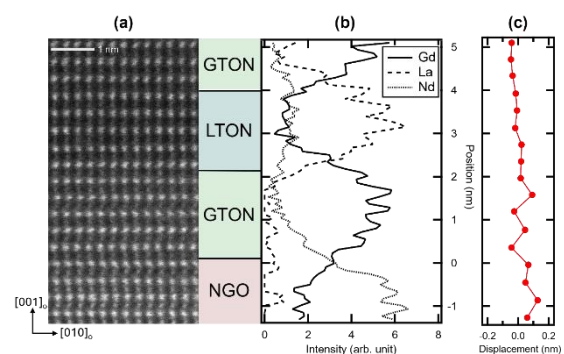 (a)
(b)
(c)
1 nm
GTON
LTON
GTON
NGO
[001]o
[010]o
Gd
La
Nd
5
4
3
2
1
0
-1
Position (nm)
0
2
4
6
8
Intensity (arb. unit)
-0.2
0.0
0.2
Displacement (nm)